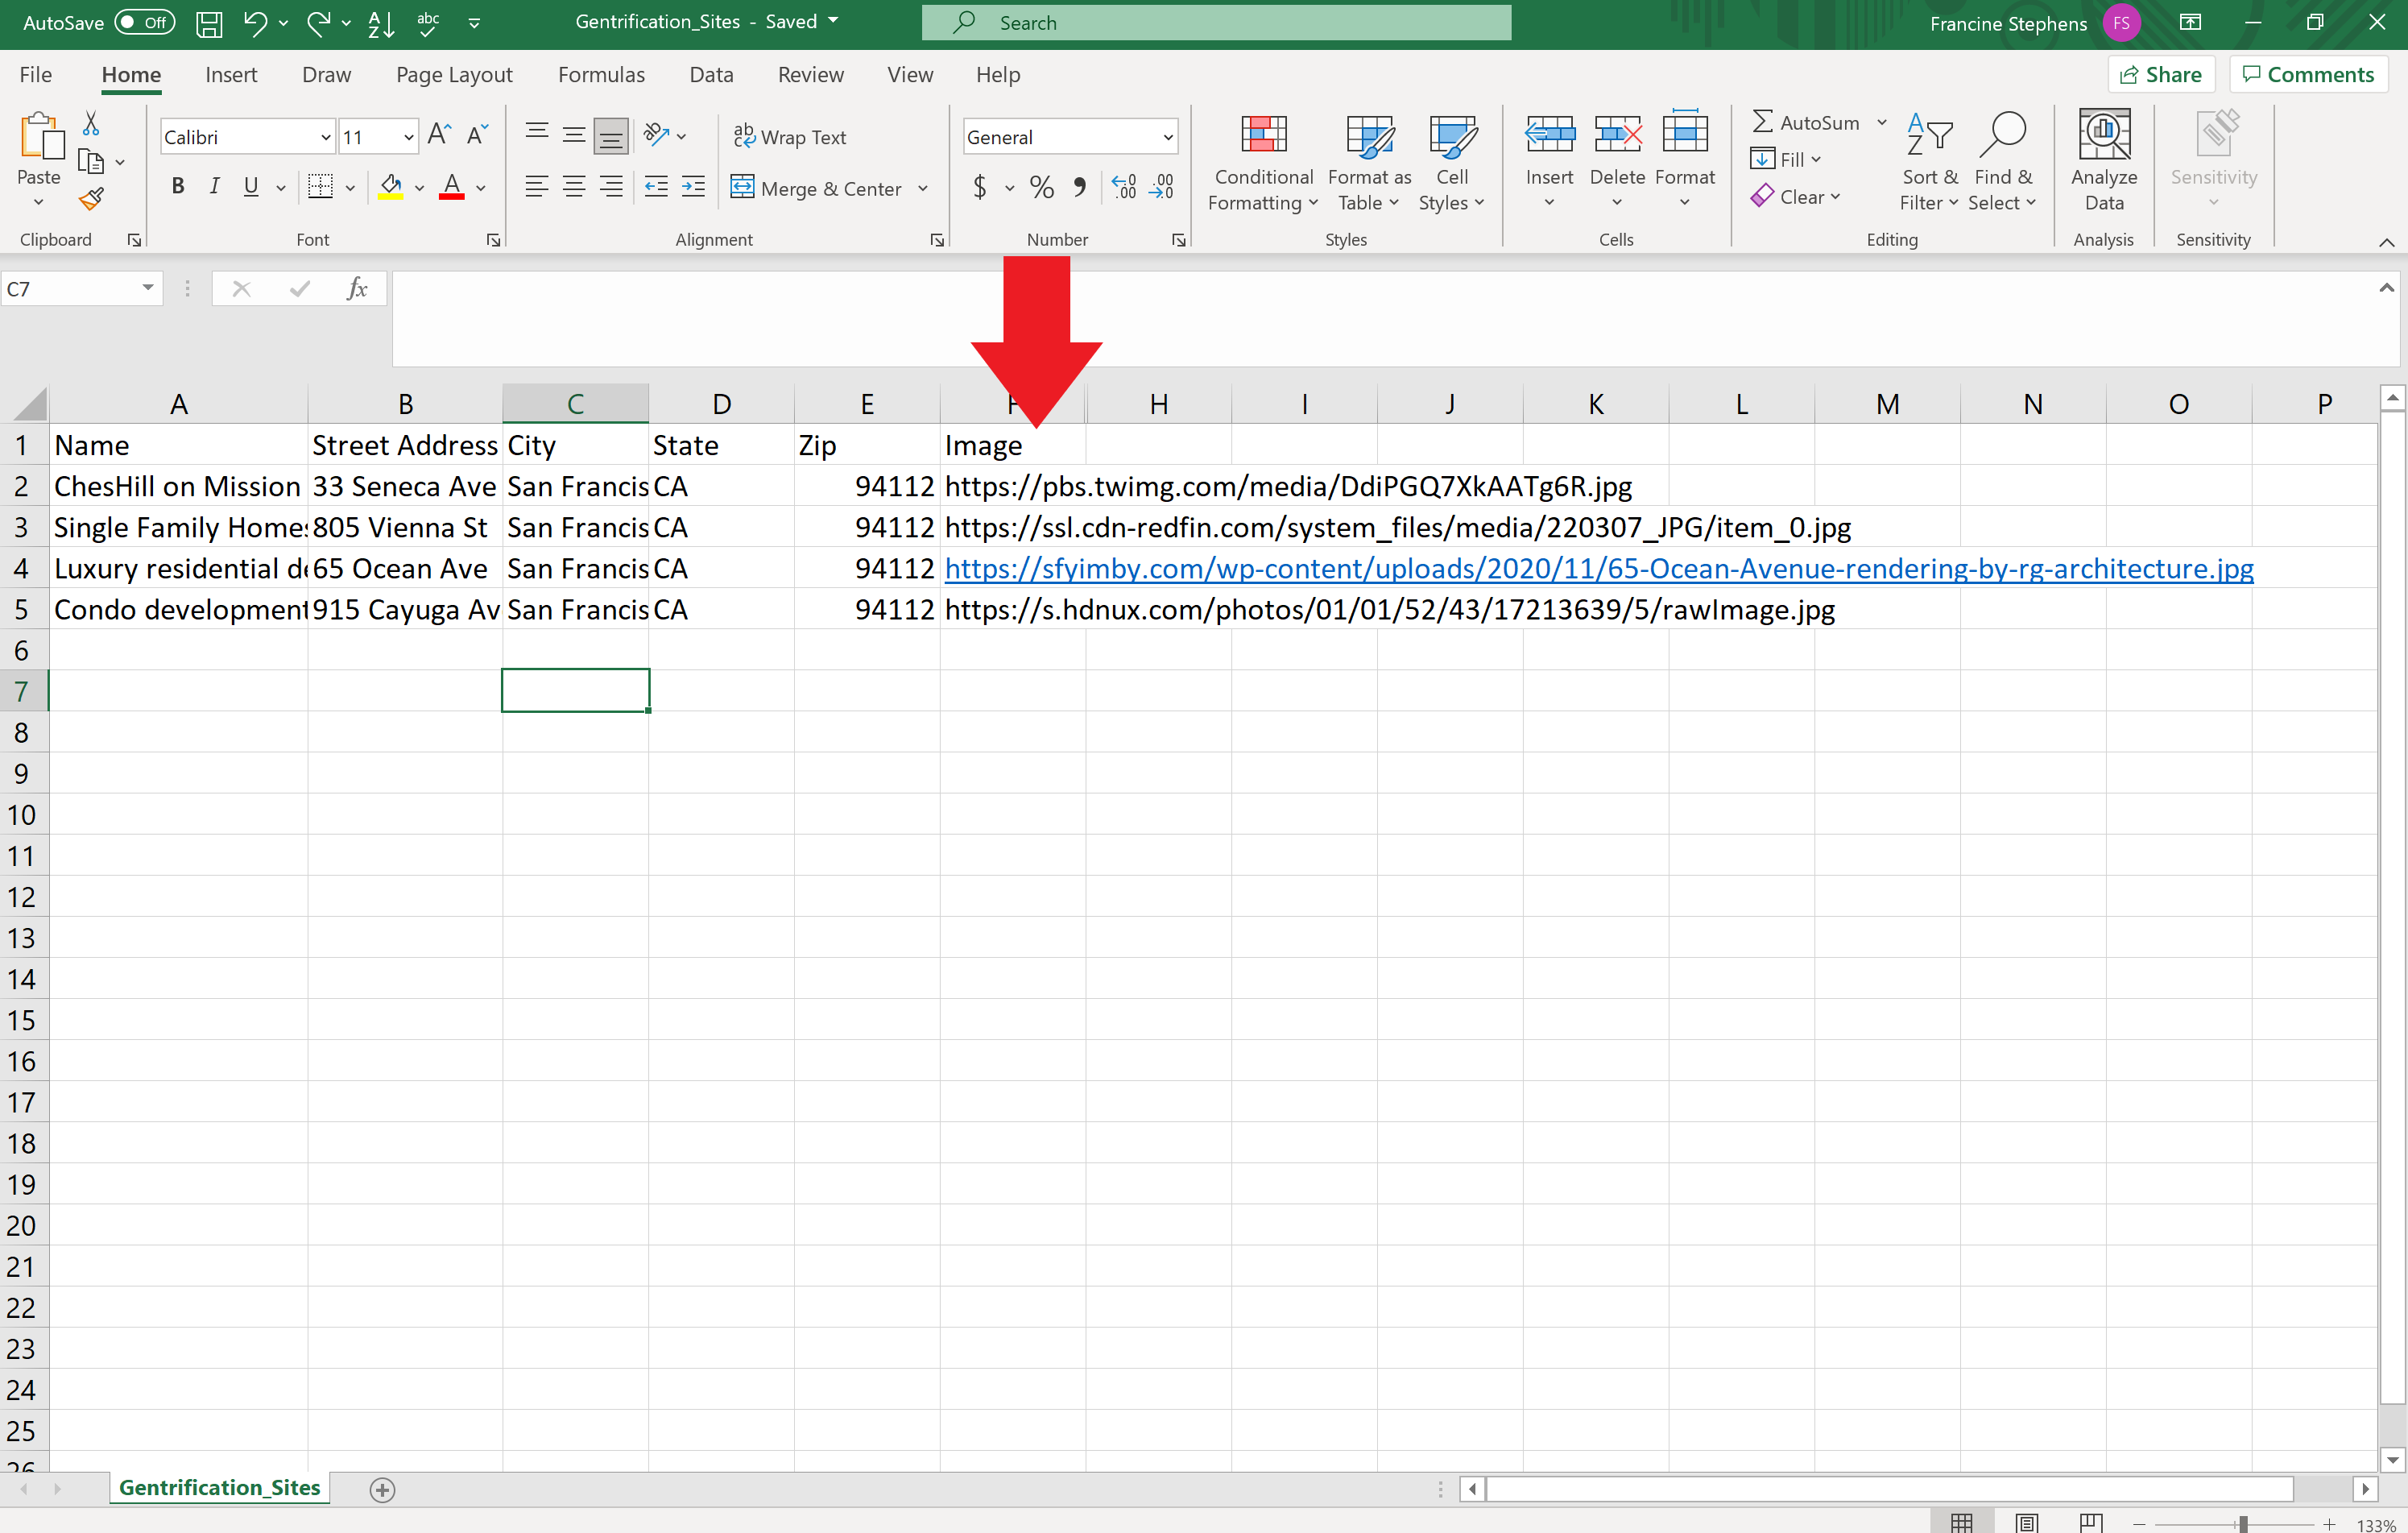 AutoSave Off Gentrification_Sites - Saved Search Francine Stephens FS
File Home Insert Draw Page Layout Formulas Data Review View Help Share Comments
Paste
Clipboard
Calibri 11
B I U A
Font
ab Wrap Text
Merge & Center
Alignment
General
$ % 9
Number
Conditional Formatting
Format as Table
Cell Styles
Styles
Insert Delete Format
Cells
AutoSum
Fill
Clear
Sort & Filter
Find & Select
Editing
Analyze Data
Analysis
Sensitivity
Sensitivity
C7 fx
A B C D E F H I J K L M N O P
1 Name Street Address City State Zip Image
2 ChesHill on Mission 33 Seneca Ave San Francis CA 94112 https://pbs.twimg.com/media/DdiPGQ7XkAATg6R.jpg
3 Single Family Homes 805 Vienna St San Francis CA 94112 https://ssl.cdn-redfin.com/system_files/media/220307_JPG/item_0.jpg
4 Luxury residential de 65 Ocean Ave San Francis CA 94112 https://sfyimby.com/wp-content/uploads/2020/11/65-Ocean-Avenue-rendering-by-rg-architecture.jpg
5 Condo development 915 Cayuga Av San Francis CA 94112 https://s.hdnux.com/photos/01/01/52/43/17213639/5/rawImage.jpg
6
7
8
9
10
11
12
13
14
15
16
17
18
19
20
21
22
23
24
25
26
Gentrification_Sites
133%